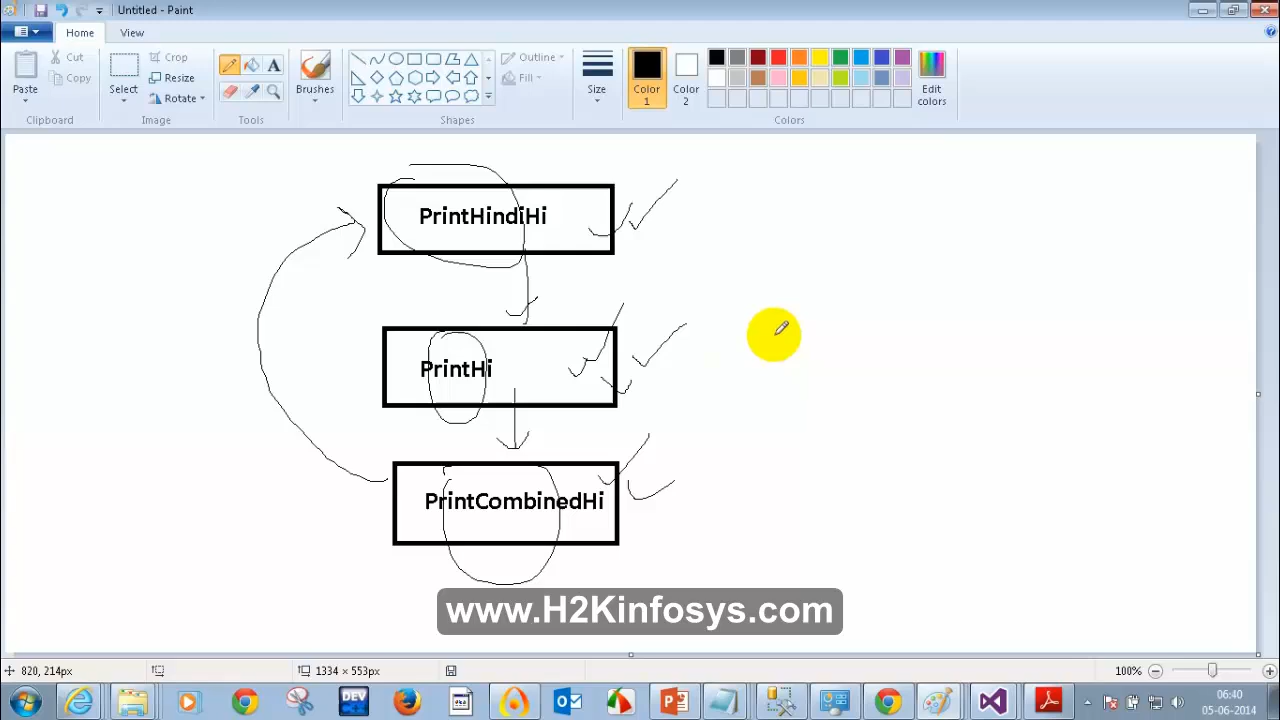 Untitled - Paint
Home View
Paste
Cut
Copy
Clipboard
Select
Crop
Resize
Rotate
Image
A
Tools
Brushes
Shapes
Outline
Fill
Size
Color 1
Color 2
Edit colors
Colors
PrintHindiHi
PrintHi
PrintCombinedHi
www.H2Kinfosys.com
820, 214px
1334 × 553px
100%
DEV
06:40
05-06-2014